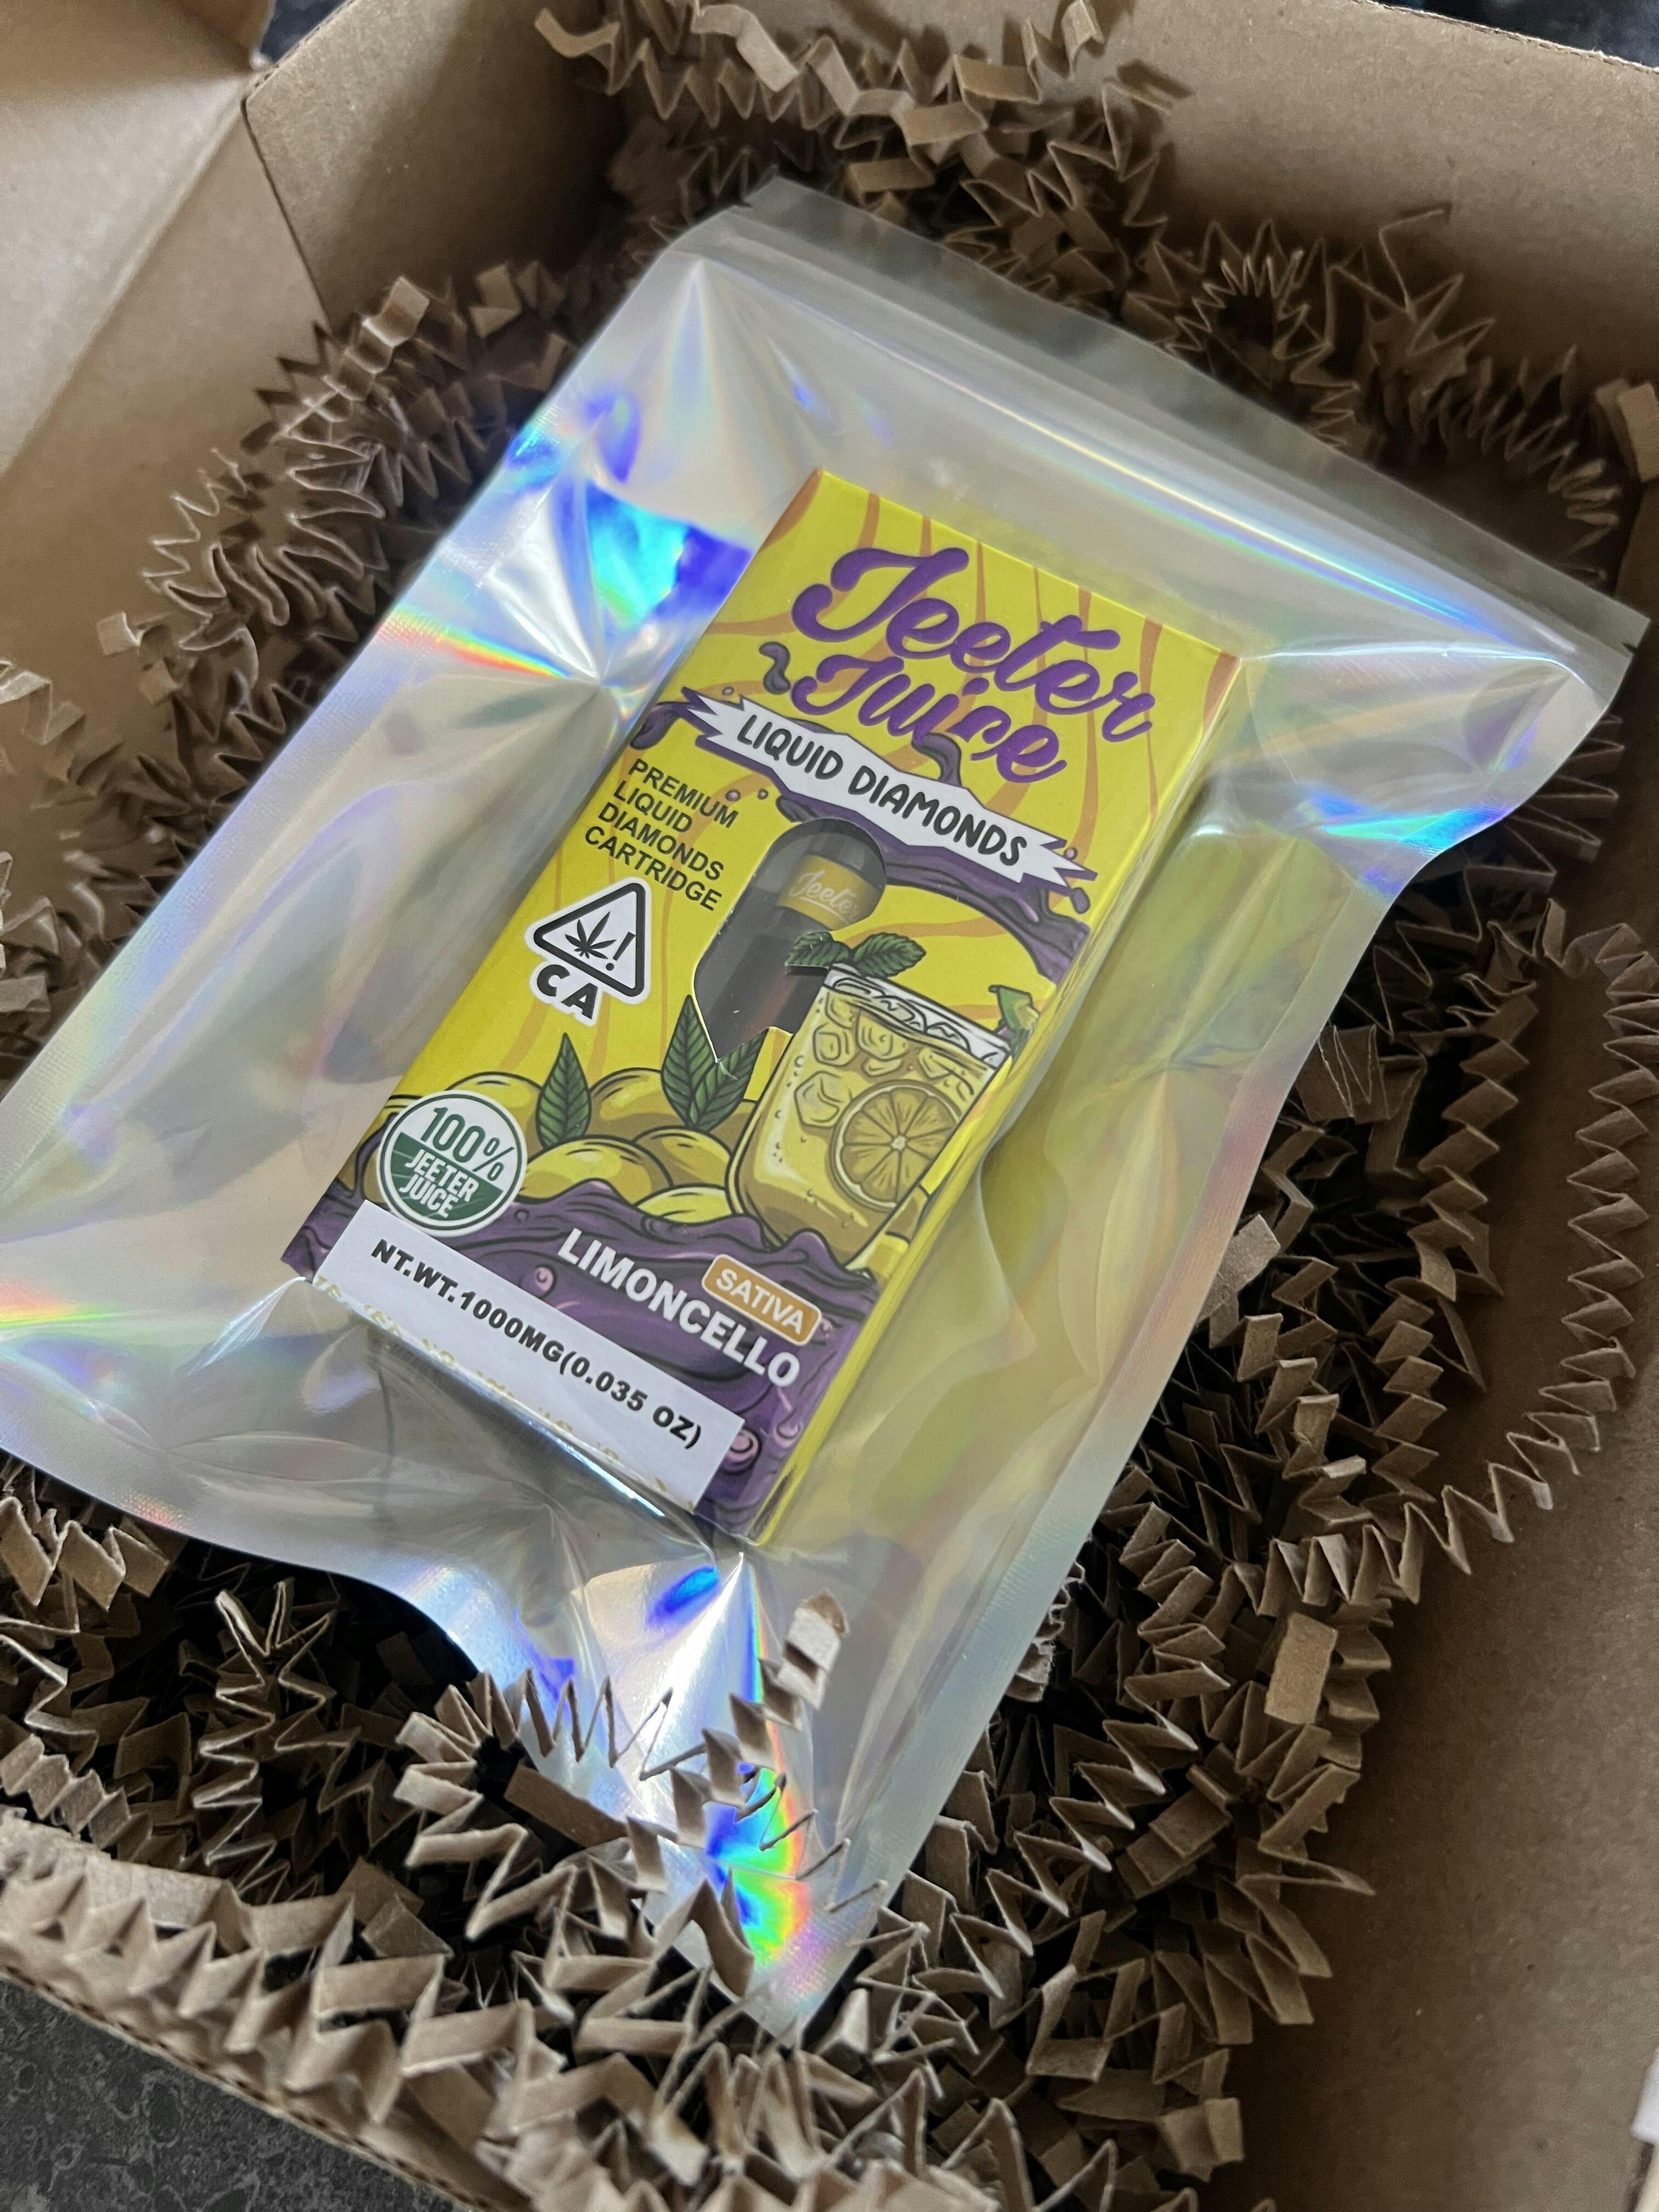 Jeeter
Juice
LIQUID DIAMONDS
PREMIUM
LIQUID
DIAMONDS
CARTRIDGE
Jeeter
!
CA
100%
JEETER
JUICE
SATIVA
LIMONCELLO
NT.WT.1000MG(0.035 OZ)